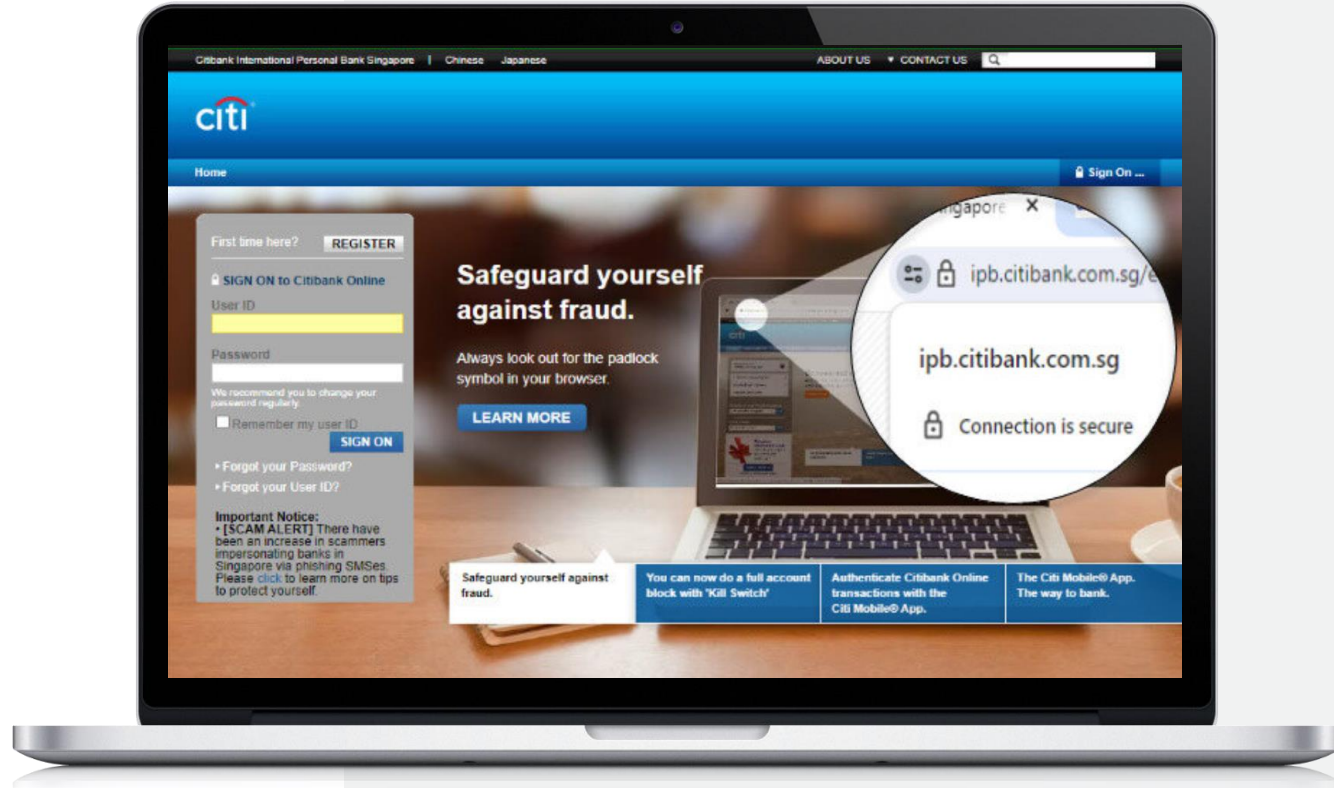 Citibank International Personal Bank Singapore | Chinese Japanese
ABOUT US ▼ CONTACT US
citi
Home
Sign On ...
First time here? REGISTER
SIGN ON to Citibank Online
User ID
Password
We recommend you to change your
password regularly.
Remember my user ID
SIGN ON
Forgot your Password?
Forgot your User ID?
Important Notice:
• [SCAM ALERT] There have
been an increase in scammers
impersonating banks in
Singapore via phishing SMSes.
Please click to learn more on tips
to protect yourself.
Safeguard yourself
against fraud.
Always look out for the padlock
symbol in your browser.
LEARN MORE
ngapore X
ipb.citibank.com.sg/e
ipb.citibank.com.sg
Connection is secure
Safeguard yourself against
fraud.
You can now do a full account
block with 'Kill Switch'
Authenticate Citibank Online
transactions with the
Citi Mobile® App.
The Citi Mobile® App.
The way to bank.